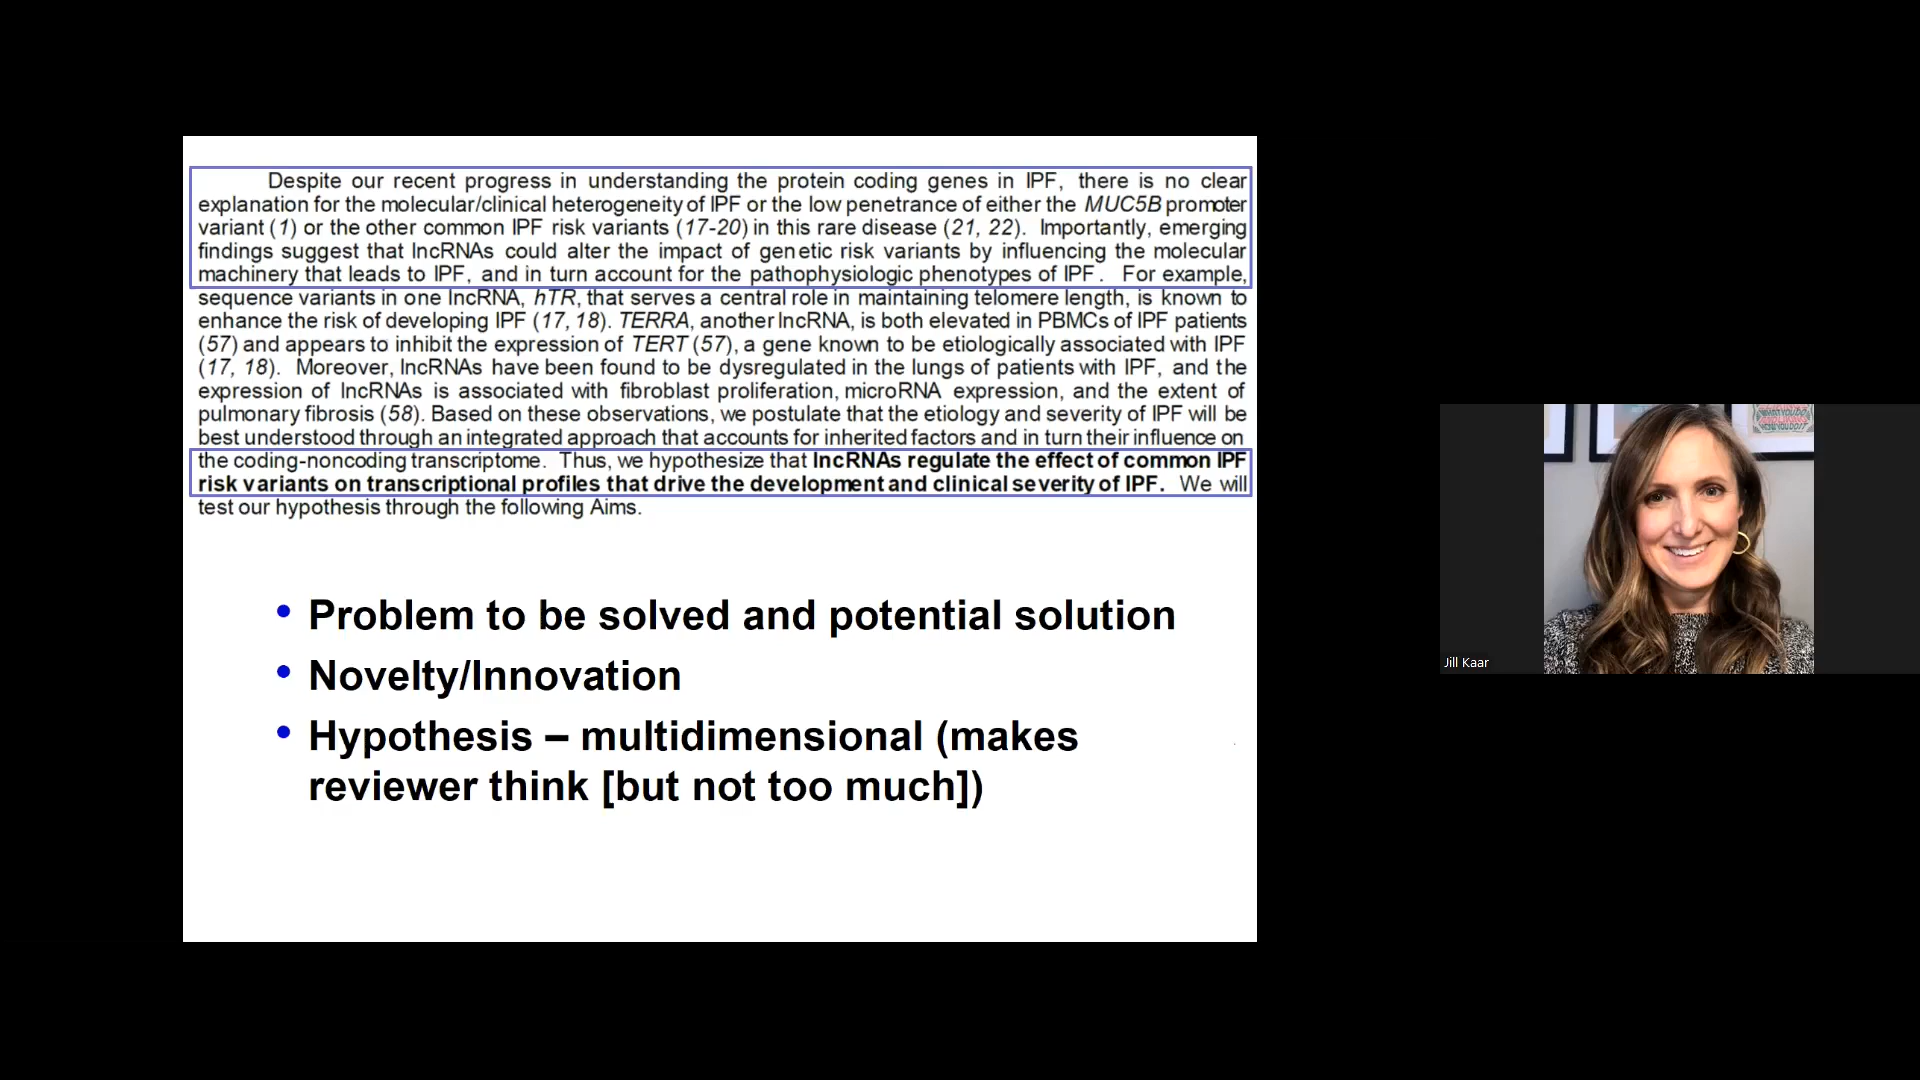 Despite our recent progress in understanding the protein coding genes in IPF, there is no clear
explanation for the molecular/clinical heterogeneity of IPF or the low penetrance of either the MUC5B promoter
variant (1) or the other common IPF risk variants (17-20) in this rare disease (21, 22). Importantly, emerging
findings suggest that lncRNAs could alter the impact of genetic risk variants by influencing the molecular
machinery that leads to IPF, and in turn account for the pathophysiologic phenotypes of IPF. For example,
sequence variants in one lncRNA, hTR, that serves a central role in maintaining telomere length, is known to
enhance the risk of developing IPF (17, 18). TERRA, another lncRNA, is both elevated in PBMCs of IPF patients
(57) and appears to inhibit the expression of TERT (57), a gene known to be etiologically associated with IPF
(17, 18). Moreover, lncRNAs have been found to be dysregulated in the lungs of patients with IPF, and the
expression of lncRNAs is associated with fibroblast proliferation, microRNA expression, and the extent of
pulmonary fibrosis (58). Based on these observations, we postulate that the etiology and severity of IPF will be
best understood through an integrated approach that accounts for inherited factors and in turn their influence on
the coding-noncoding transcriptome. Thus, we hypothesize that lncRNAs regulate the effect of common IPF
risk variants on transcriptional profiles that drive the development and clinical severity of IPF. We will
test our hypothesis through the following Aims.
• Problem to be solved and potential solution
• Novelty/Innovation
• Hypothesis – multidimensional (makes
reviewer think [but not too much])
Jill Kaar